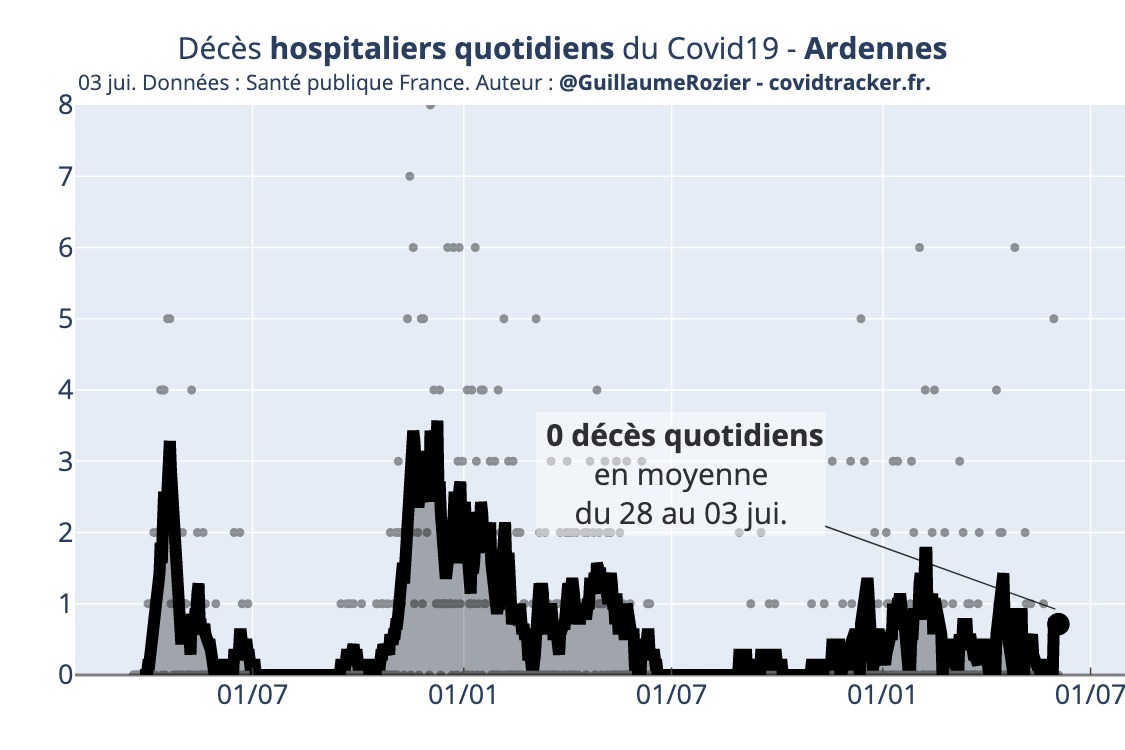 Décès hospitaliers quotidiens du Covid19 - Ardennes
03 jui. Données : Santé publique France. Auteur : @GuillaumeRozier - covidtracker.fr.
8
7
6
5
4
3
2
1
0
0 décès quotidiens
en moyenne
du 28 au 03 jui.
01/07 01/01 01/07 01/01 01/07